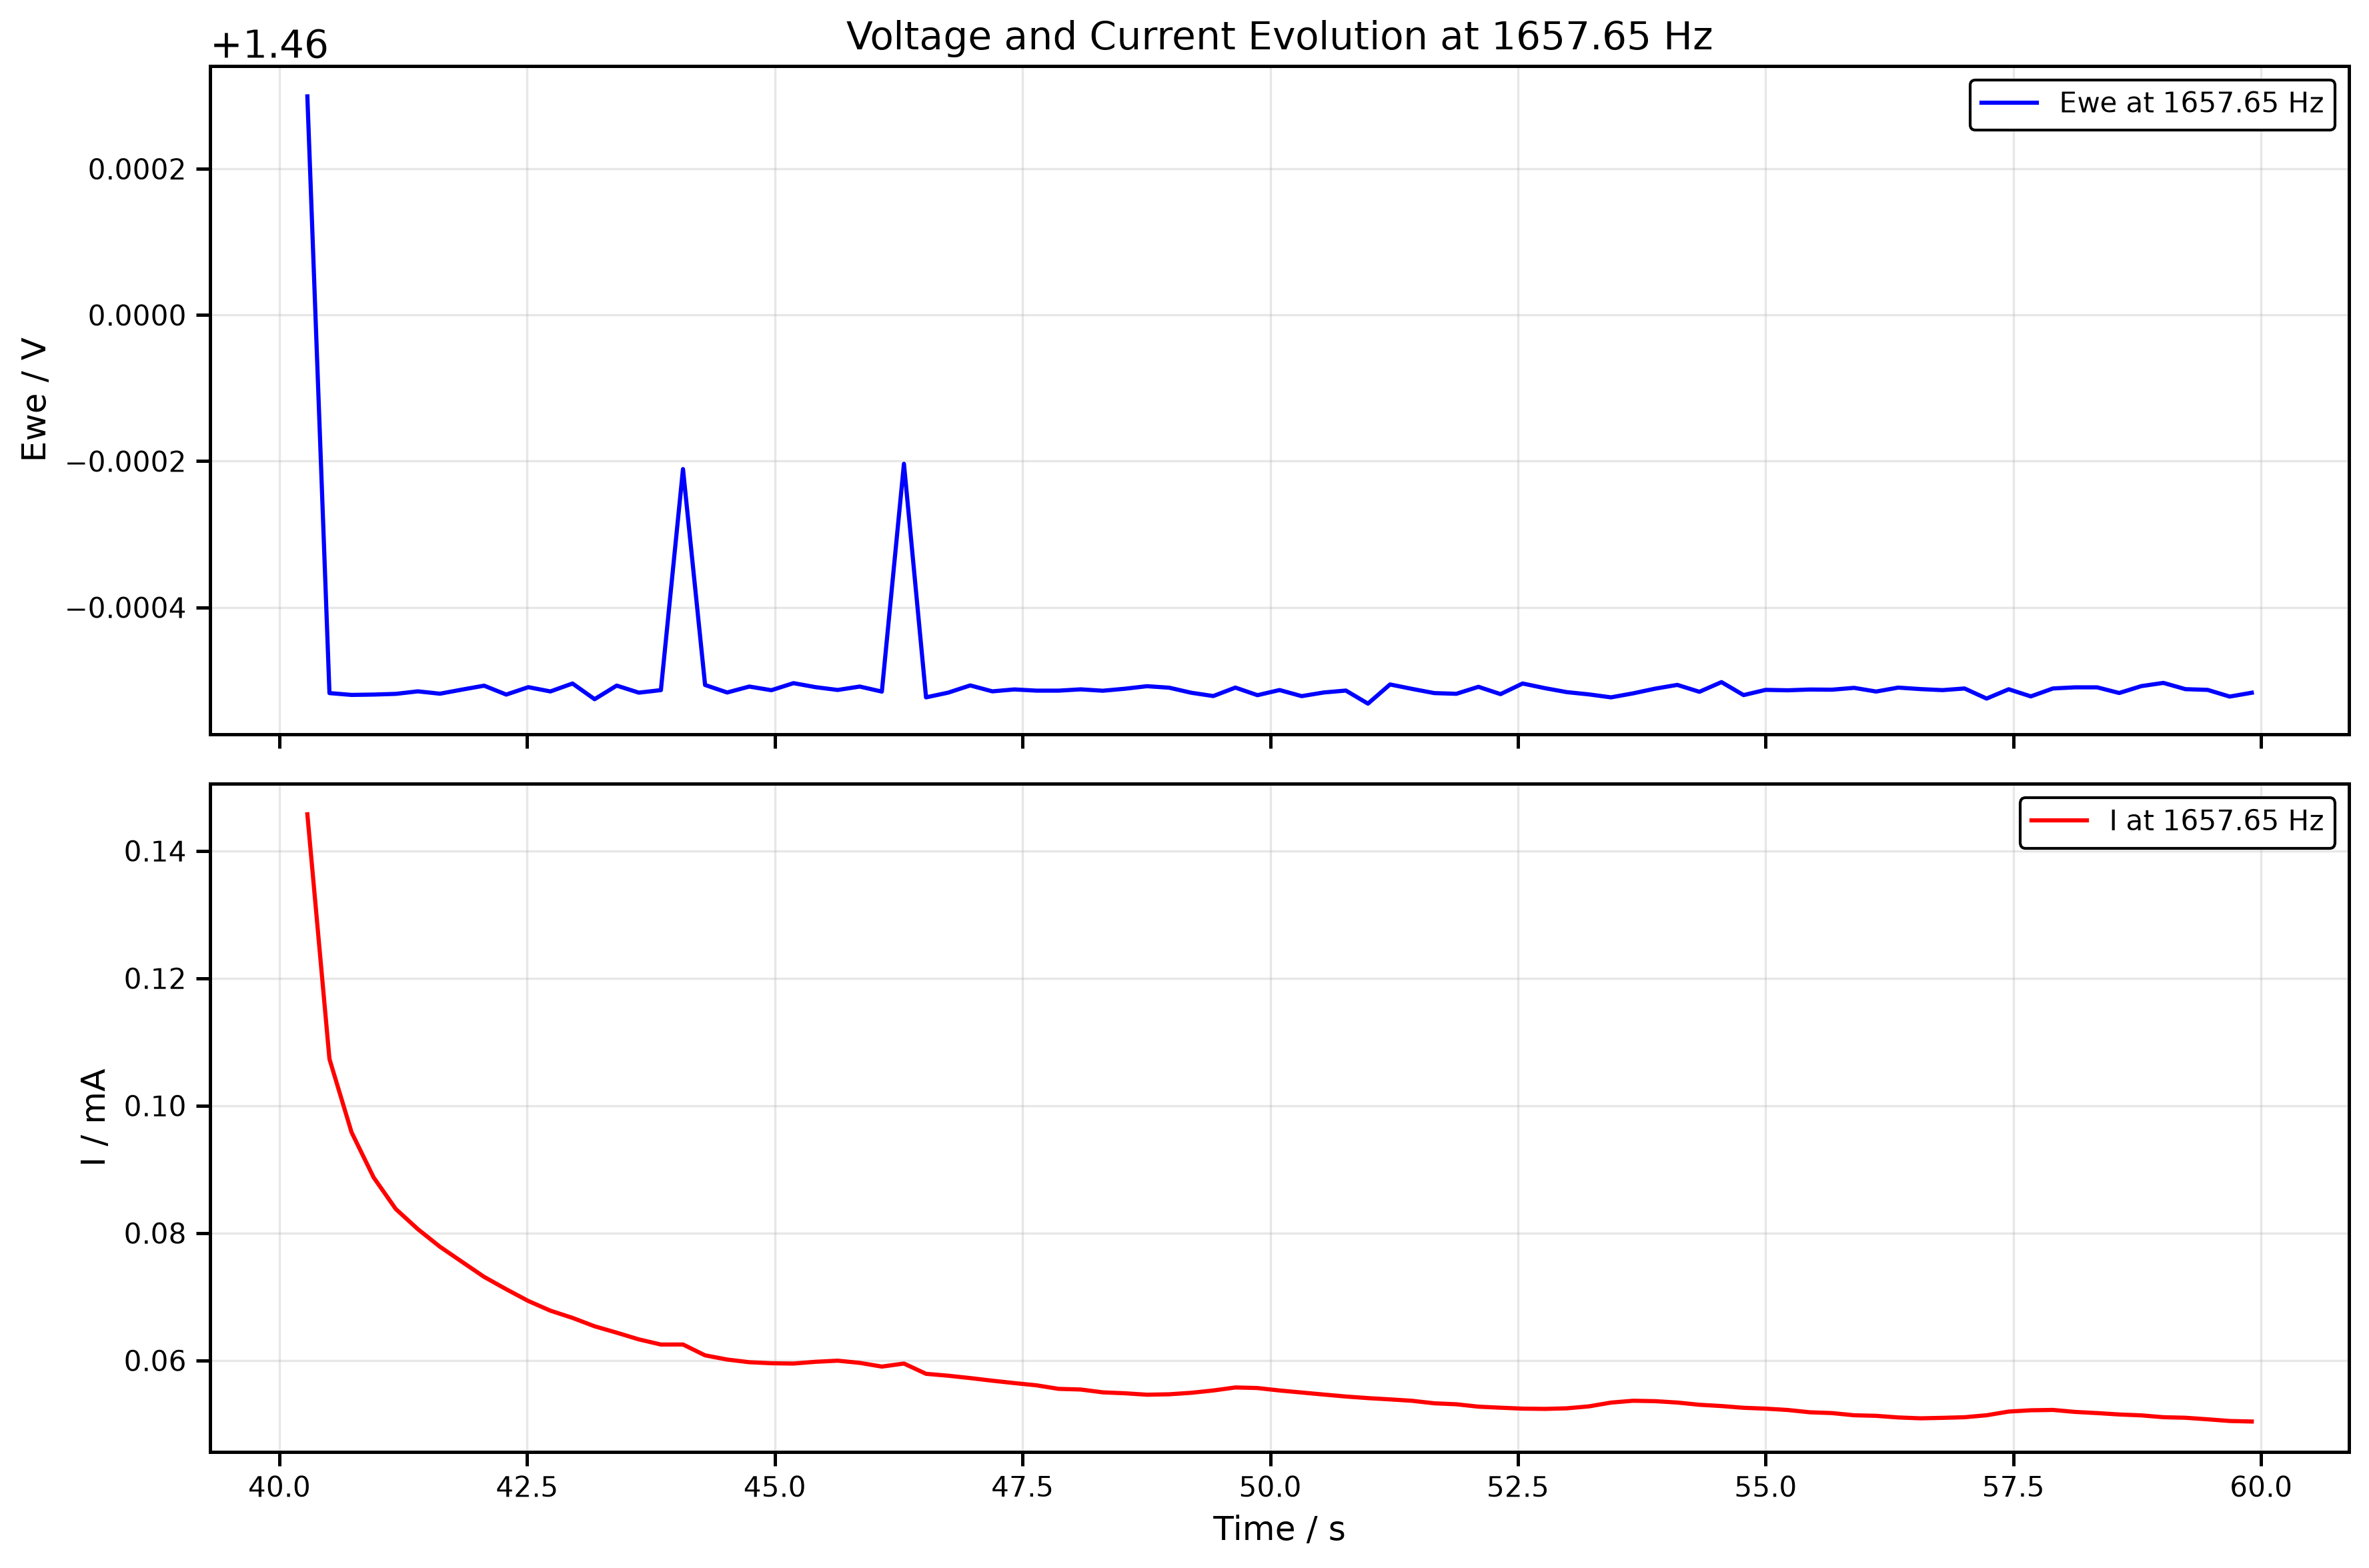 Voltage and Current Evolution at 1657.65 Hz
+1.46
Ewe at 1657.65 Hz
0.0002
0.0000
−0.0002
−0.0004
Ewe / V
I at 1657.65 Hz
0.14
0.12
0.10
0.08
0.06
I / mA
40.0 42.5 45.0 47.5 50.0 52.5 55.0 57.5 60.0
Time / s